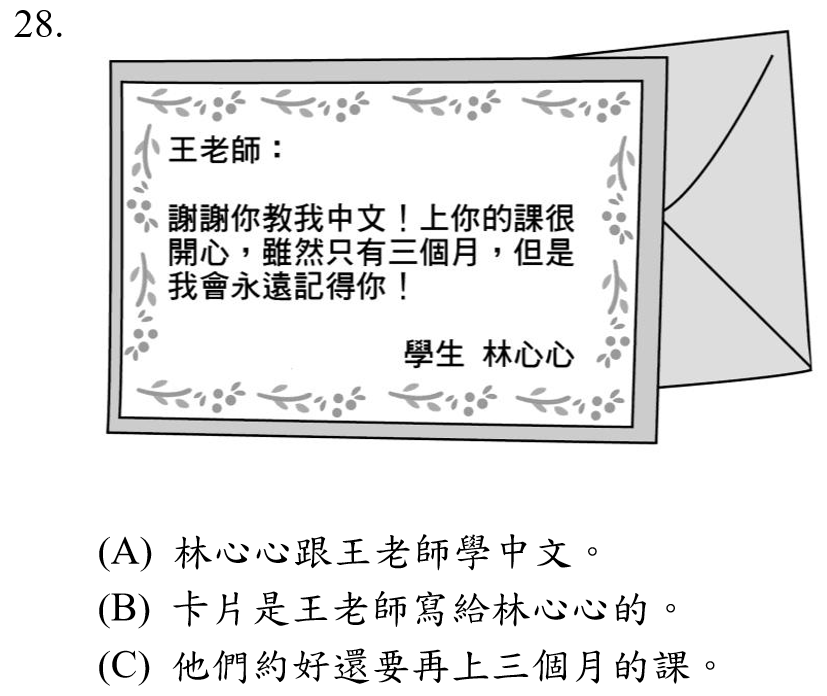 28.
王老師：
謝謝你教我中文！上你的課很
開心，雖然只有三個月，但是
我會永遠記得你！
學生 林心心
(A) 林心心跟王老師學中文。
(B) 卡片是王老師寫給林心心的。
(C) 他們約好還要再上三個月的課。